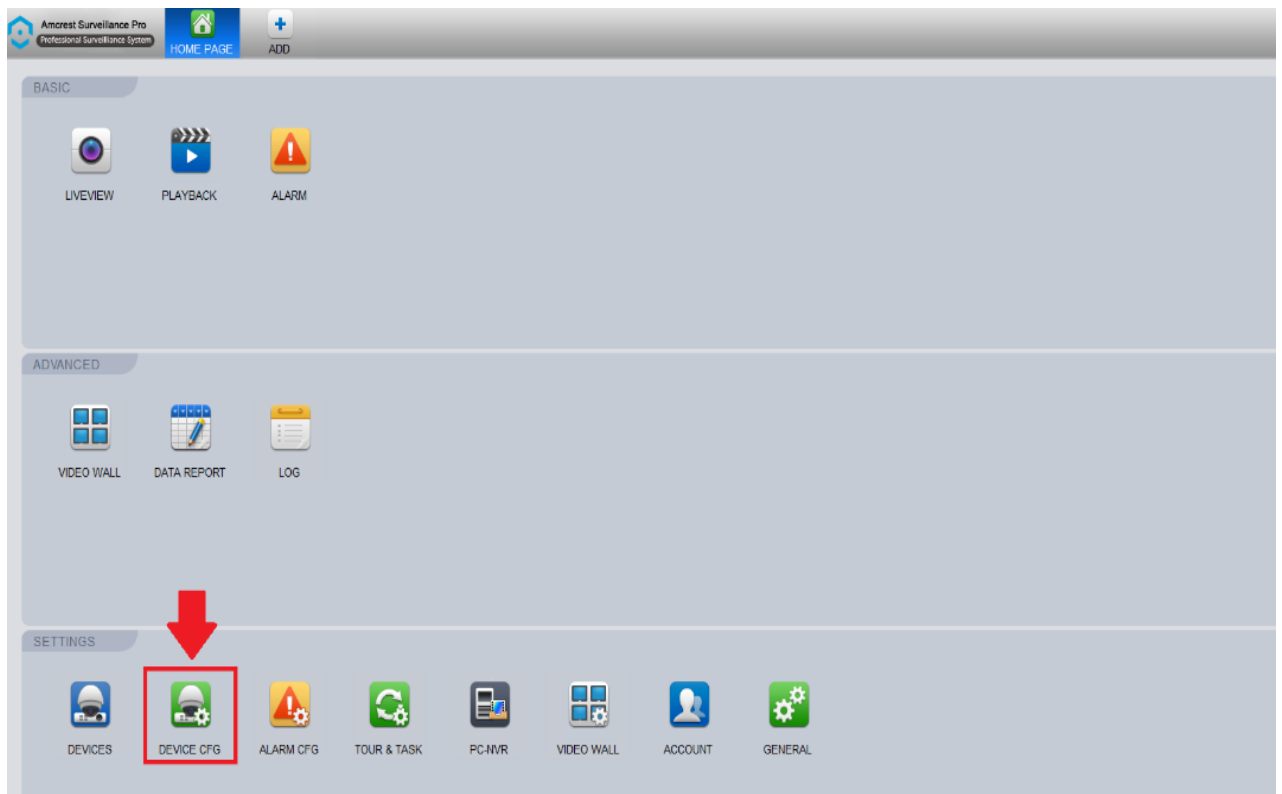 Amcrest Surveillance Pro
Professional Surveilliance System
HOME PAGE
ADD
BASIC
LIVEVIEW
PLAYBACK
ALARM
ADVANCED
VIDEO WALL
DATA REPORT
LOG
SETTINGS
DEVICES
DEVICE CFG
ALARM CFG
TOUR & TASK
PC-NVR
VIDEO WALL
ACCOUNT
GENERAL